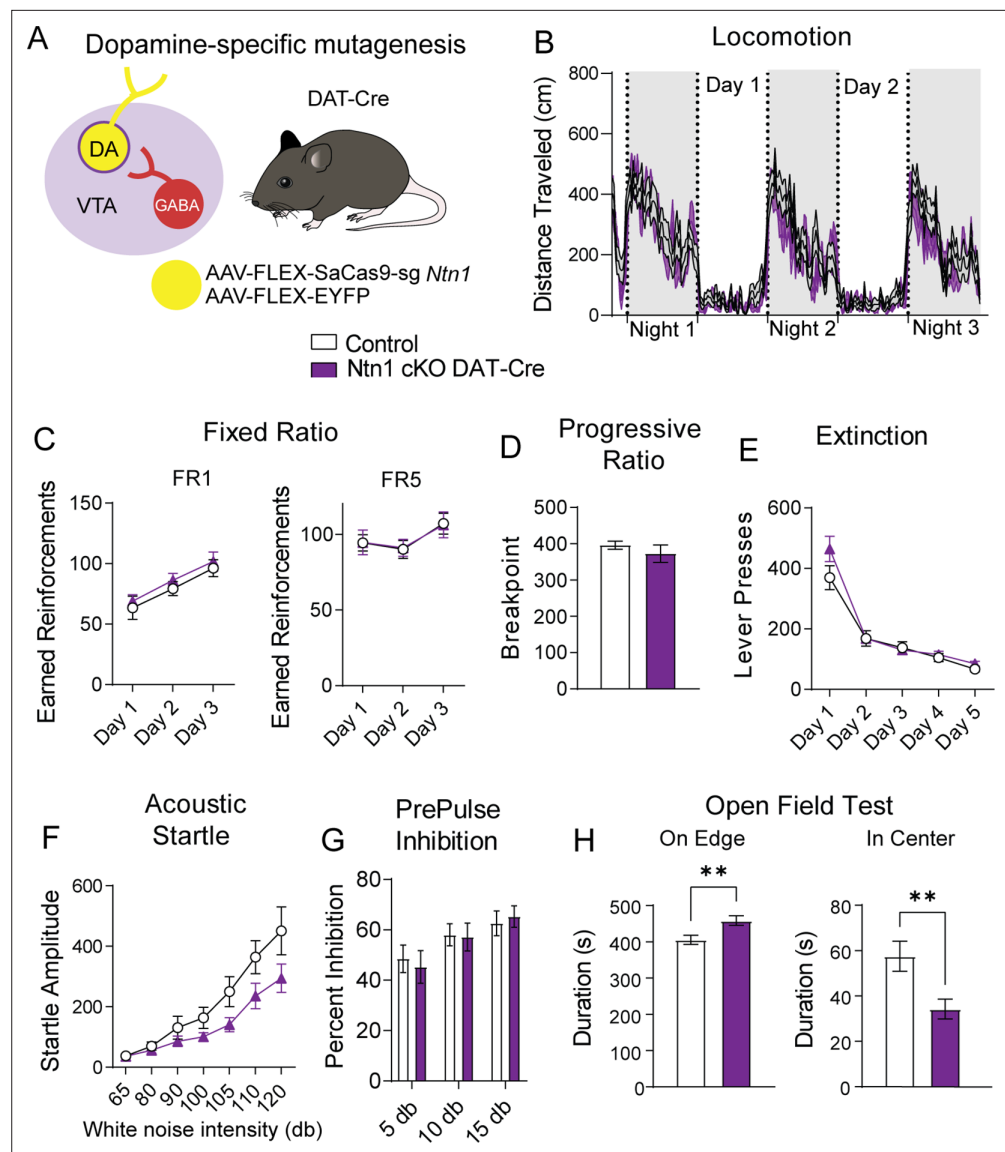 A
Dopamine-specific mutagenesis
DAT-Cre
DA
VTA
GABA
AAV-FLEX-SaCas9-sg Ntn1
AAV-FLEX-EYFP
Control
Ntn1 cKO DAT-Cre
B
Locomotion
Distance Traveled (cm)
800
600
400
200
0
Day 1
Day 2
Night 1
Night 2
Night 3
C
Fixed Ratio
FR1
Earned Reinforcements
150
100
50
0
Day 1
Day 2
Day 3
FR5
Earned Reinforcements
100
50
0
Day 1
Day 2
Day 3
D
Progressive
Ratio
Breakpoint
500
400
300
200
100
0
E
Extinction
Lever Presses
600
400
200
0
Day 1
Day 2
Day 3
Day 4
Day 5
F
Acoustic
Startle
Startle Amplitude
600
400
200
0
65
80
90
100
105
110
120
White noise intensity (db)
G
PrePulse
Inhibition
Percent Inhibition
80
60
40
20
0
5 db
10 db
15 db
H
Open Field Test
On Edge
**
Duration (s)
500
400
300
200
100
0
In Center
**
Duration (s)
80
60
40
20
0